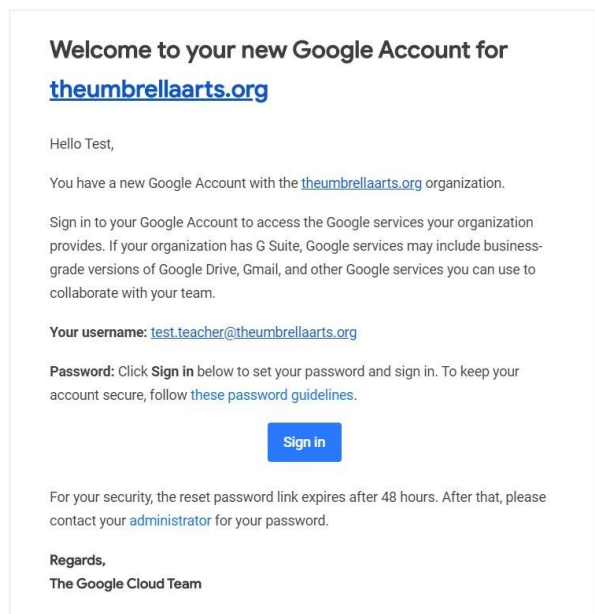 Welcome to your new Google Account for
theumbrellaarts.org
Hello Test,
You have a new Google Account with the theumbrellaarts.org organization.
Sign in to your Google Account to access the Google services your organization
provides. If your organization has G Suite, Google services may include business-
grade versions of Google Drive, Gmail, and other Google services you can use to
collaborate with your team.
Your username: test.teacher@theumbrellaarts.org
Password: Click Sign in below to set your password and sign in. To keep your
account secure, follow these password guidelines.
Sign in
For your security, the reset password link expires after 48 hours. After that, please
contact your administrator for your password.
Regards,
The Google Cloud Team